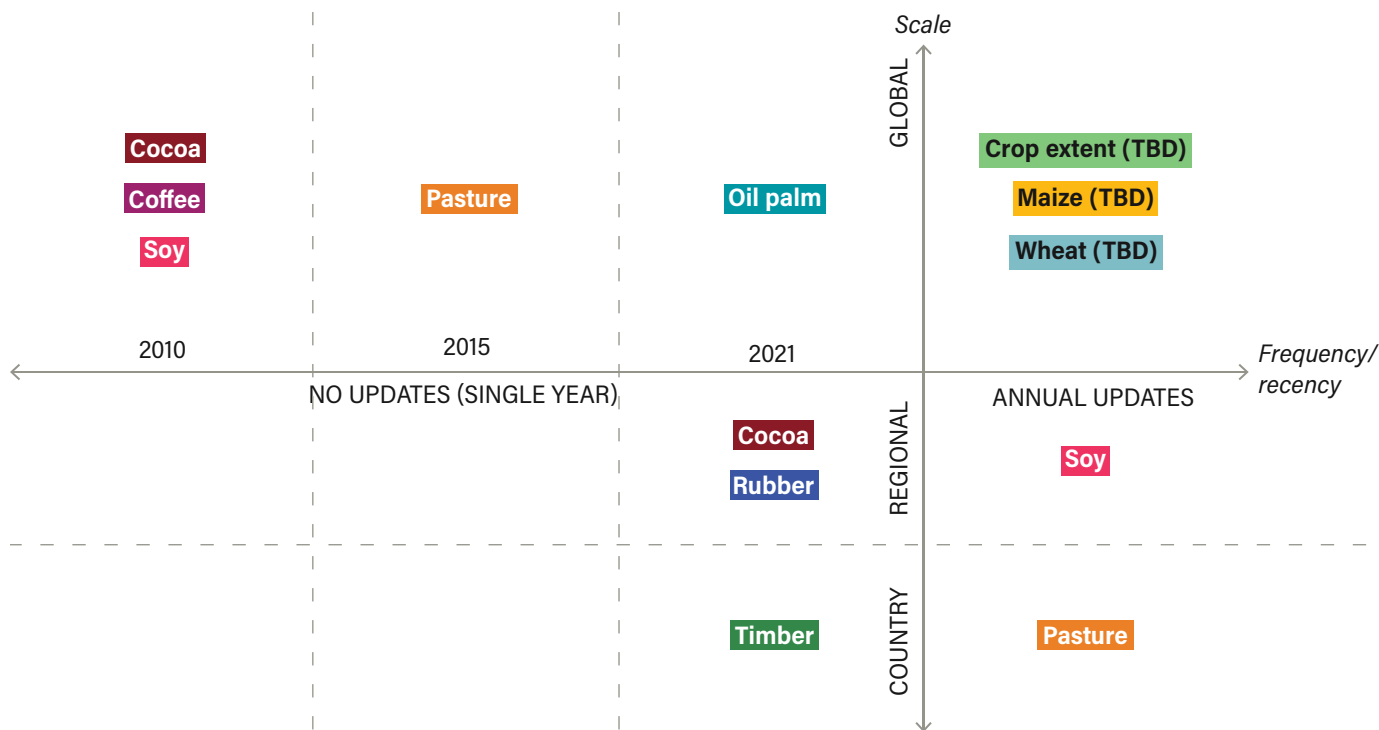 Scale
GLOBAL
Cocoa
Coffee
Soy
Pasture
Oil palm
Crop extent (TBD)
Maize (TBD)
Wheat (TBD)
2010
2015
2021
Frequency/
recency
NO UPDATES (SINGLE YEAR)
ANNUAL UPDATES
REGIONAL
Cocoa
Rubber
Soy
COUNTRY
Timber
Pasture